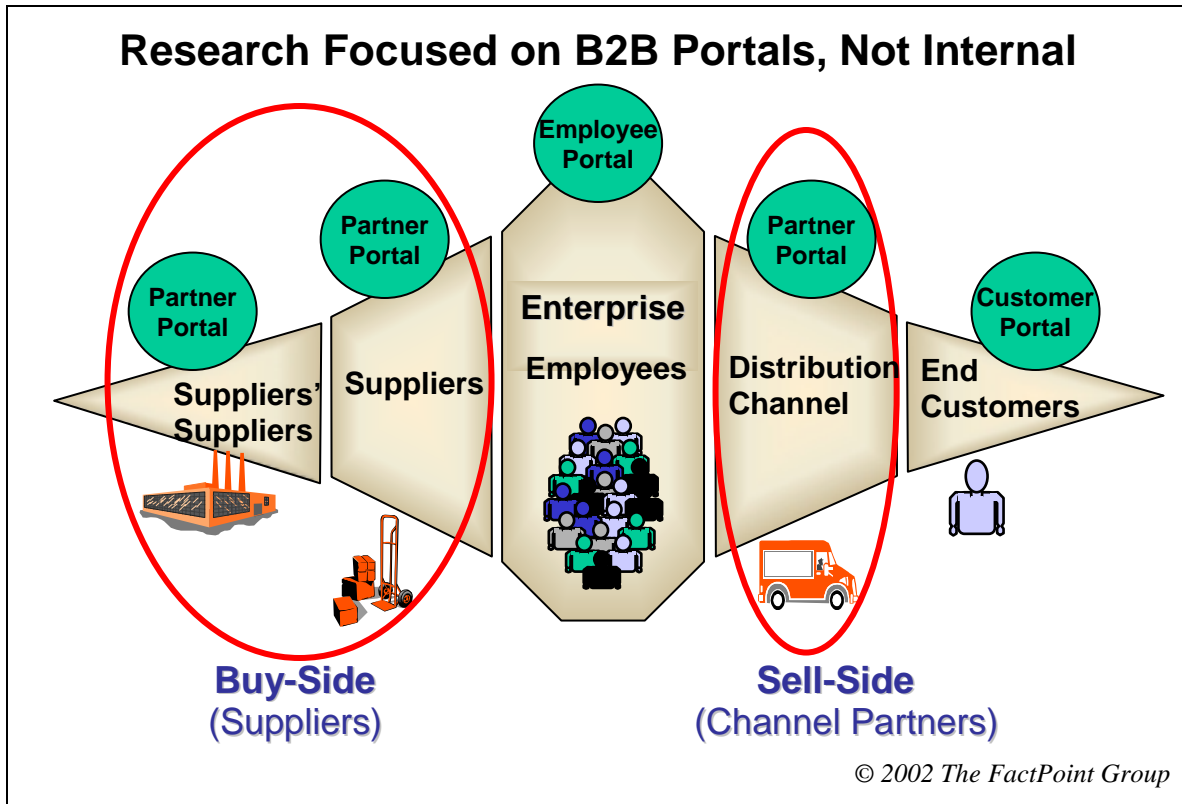 Research Focused on B2B Portals, Not Internal
Employee
Portal
Partner
Portal
Partner
Portal
Partner
Portal
Customer
Portal
Enterprise
Employees
Suppliers’
Suppliers
Suppliers
Distribution
Channel
End
Customers
Buy-Side
(Suppliers)
Sell-Side
(Channel Partners)
© 2002 The FactPoint Group